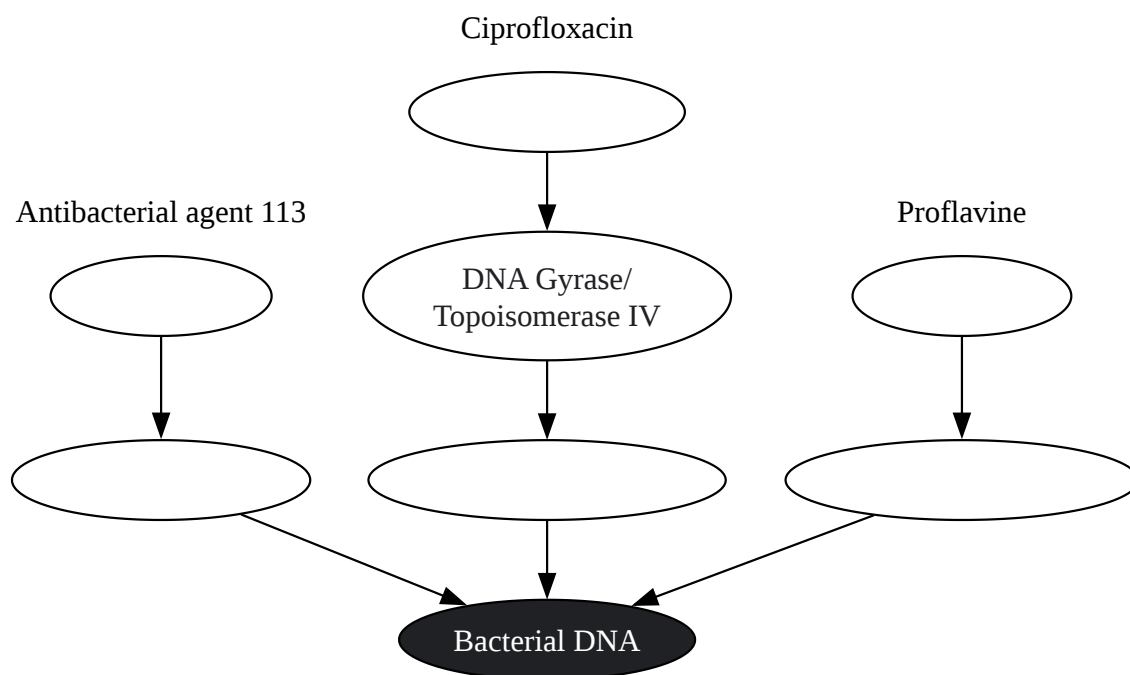 Ciprofloxacin
Antibacterial agent 113
Proflavine
DNA Gyrase/
Topoisomerase IV
Bacterial DNA